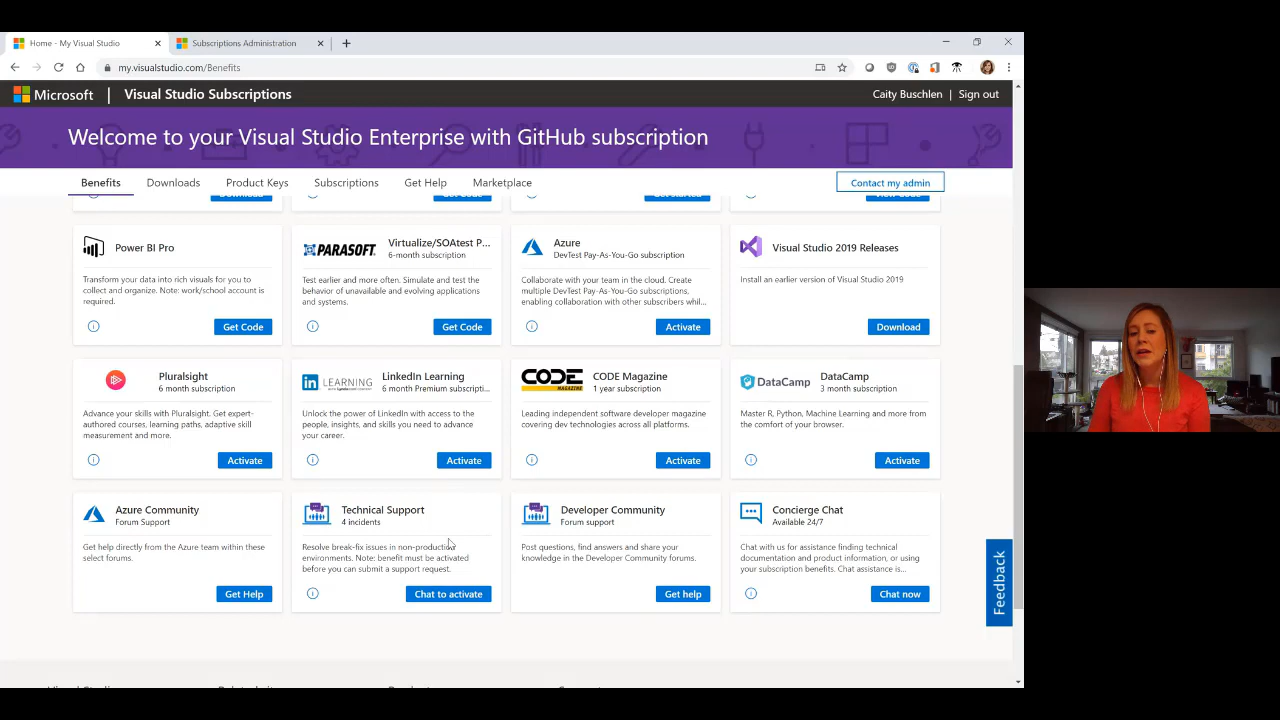 Home - My Visual Studio
Subscriptions Administration
my.visualstudio.com/Benefits
Microsoft | Visual Studio Subscriptions
Caity Buschlen | Sign out
Welcome to your Visual Studio Enterprise with GitHub subscription
Benefits
Downloads
Product Keys
Subscriptions
Get Help
Marketplace
Contact my admin
Download
Get Code
Get started
View Code
Power BI Pro
Transform your data into rich visuals for you to
collect and organize. Note: work/school account is
required.
Get Code
PARASOFT
Virtualize/SOAtest P...
6-month subscription
Test earlier and more often. Simulate and test the
behavior of unavailable and evolving applications
and systems.
Get Code
Azure
DevTest Pay-As-You-Go subscription
Collaborate with your team in the cloud. Create
multiple DevTest Pay-As-You-Go subscriptions,
enabling collaboration with other subscribers whil...
Activate
Visual Studio 2019 Releases
Install an earlier version of Visual Studio 2019
Download
Pluralsight
6 month subscription
Advance your skills with Pluralsight. Get expert-
authored courses, learning paths, adaptive skill
measurement and more.
Activate
in LEARNING
LinkedIn Learning
6 month Premium subscripti...
Unlock the power of LinkedIn with access to the
people, insights, and skills you need to advance
your career.
Activate
CODE
MAGAZINE
CODE Magazine
1 year subscription
Leading independent software developer magazine
covering dev technologies across all platforms.
Activate
DataCamp
DataCamp
3 month subscription
Master R, Python, Machine Learning and more from
the comfort of your browser.
Activate
Azure Community
Forum Support
Get help directly from the Azure team within these
select forums.
Get Help
Technical Support
4 incidents
Resolve break-fix issues in non-production
environments. Note: benefit must be activated
before you can submit a support request.
Chat to activate
Developer Community
Forum support
Post questions, find answers and share your
knowledge in the Developer Community forums.
Get help
Concierge Chat
Available 24/7
Chat with us for assistance finding technical
documentation and product information, or using
your subscription benefits. Chat assistance is...
Chat now
Feedback